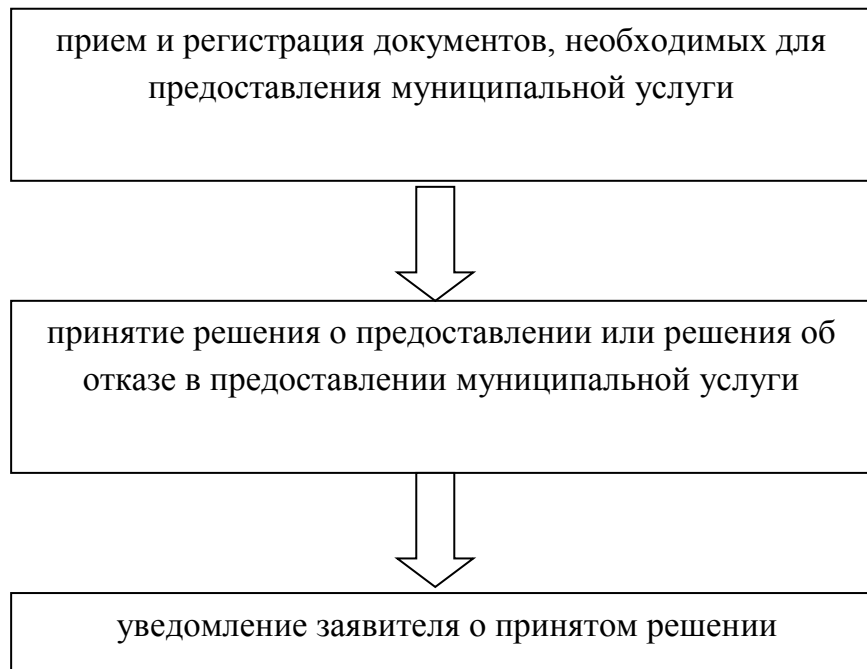 прием и регистрация документов, необходимых для
предоставления муниципальной услуги
принятие решения о предоставлении или решения об
отказе в предоставлении муниципальной услуги
уведомление заявителя о принятом решении